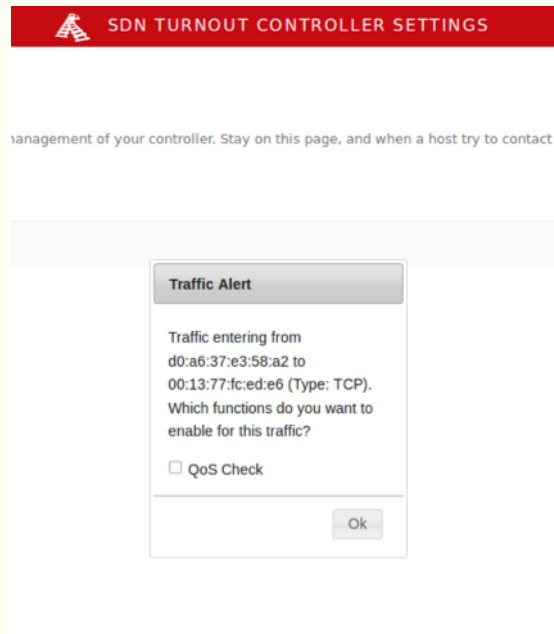 SDN TURNOUT CONTROLLER SETTINGS
management of your controller. Stay on this page, and when a host try to contact
Traffic Alert
Traffic entering from
d0:a6:37:e3:58:a2 to
00:13:77:fc:ed:e6 (Type: TCP).
Which functions do you want to
enable for this traffic?
QoS Check
Ok